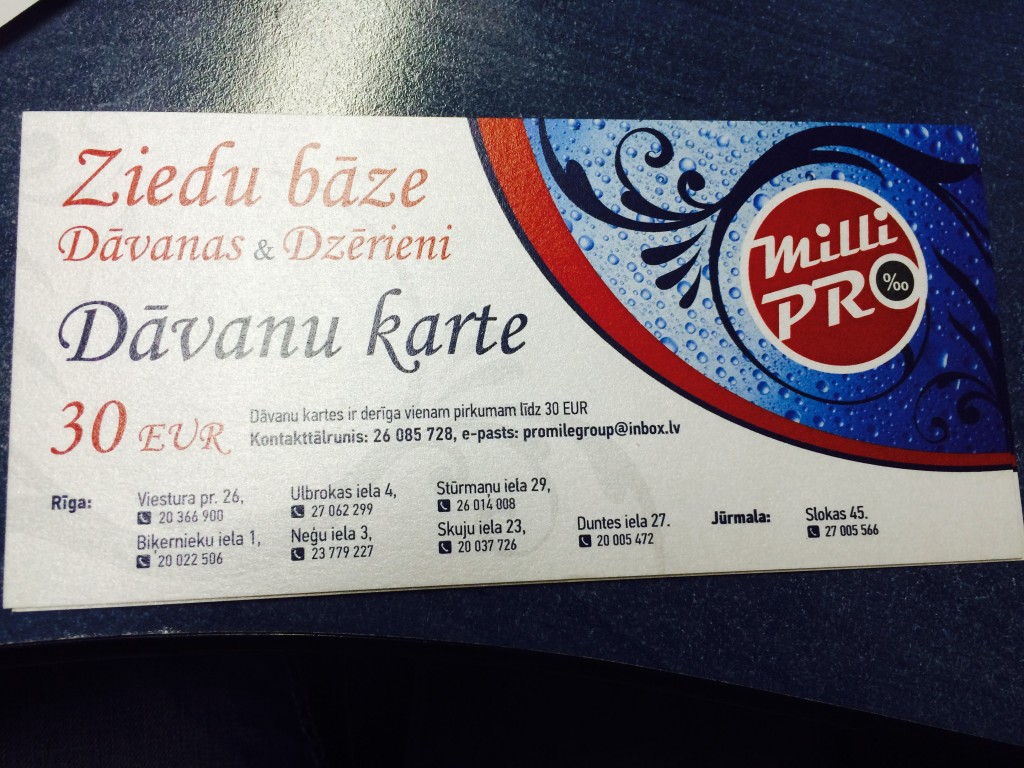 Ziedu bāze
Dāvanas & Dzērieni
Dāvanu karte
30 EUR
Dāvanu kartes ir derīga vienam pirkumam līdz 30 EUR
Kontakttālrunis: 26 085 728, e-pasts: promilegroup@inbox.lv
Milli
PRO
‰
Rīga:
Viestura pr. 26,
20 366 900
Biķernieku iela 1,
20 022 506
Ulbrokas iela 4,
27 062 299
Neģu iela 3,
23 779 227
Stūrmaņu iela 29,
26 014 008
Skuju iela 23,
20 037 726
Duntes iela 27.
20 005 472
Jūrmala:
Slokas 45.
27 005 566